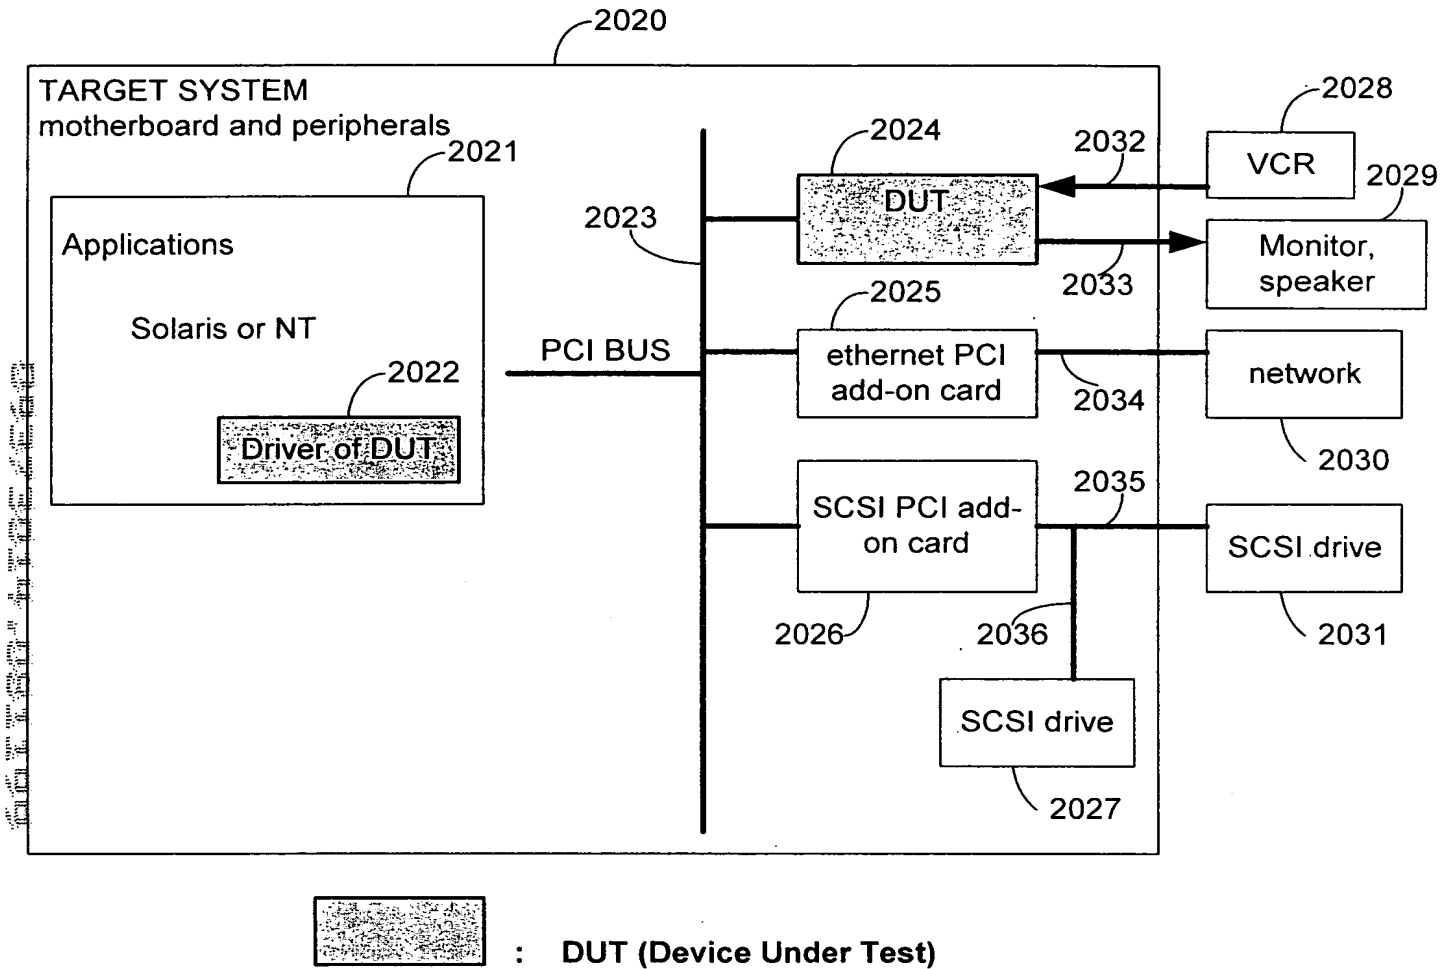 2020
TARGET SYSTEM
motherboard and peripherals
2021
Applications
Solaris or NT
2022
Driver of DUT
PCI BUS
2023
2024
DUT
2032
2033
2028
VCR
2029
Monitor,
speaker
2025
ethernet PCI
add-on card
2034
network
2030
SCSI PCI add-
on card
2026
2035
2036
SCSI drive
2031
SCSI drive
2027
: DUT (Device Under Test)